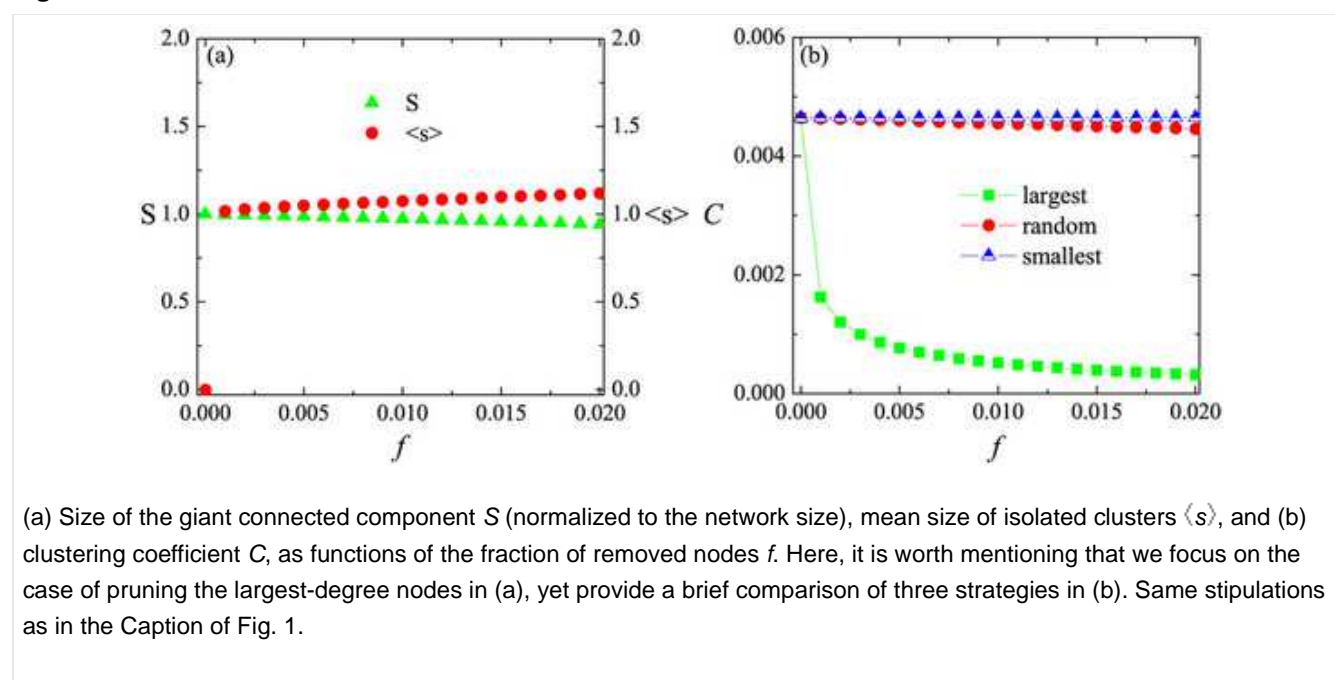 (a)
S
<s>
2.0
1.5
1.0
0.5
0.0
S
2.0
1.5
1.0
0.5
0.0
<s>
0.000 0.005 0.010 0.015 0.020
f
(b)
0.006
0.004
0.002
0.000
C
largest
random
smallest
0.000 0.005 0.010 0.015 0.020
f
(a) Size of the giant connected component S (normalized to the network size), mean size of isolated clusters 〈s〉, and (b)
clustering coefficient C, as functions of the fraction of removed nodes f. Here, it is worth mentioning that we focus on the
case of pruning the largest-degree nodes in (a), yet provide a brief comparison of three strategies in (b). Same stipulations
as in the Caption of Fig. 1.